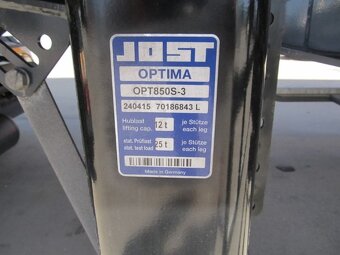 JOST
OPTIMA
OPT850S-3
240415 70186843 L
Hublast lifting cap. 12 t je Stütze each leg
stat. Prüflast stat. test load 25 t je Stütze each leg
Made in Germany